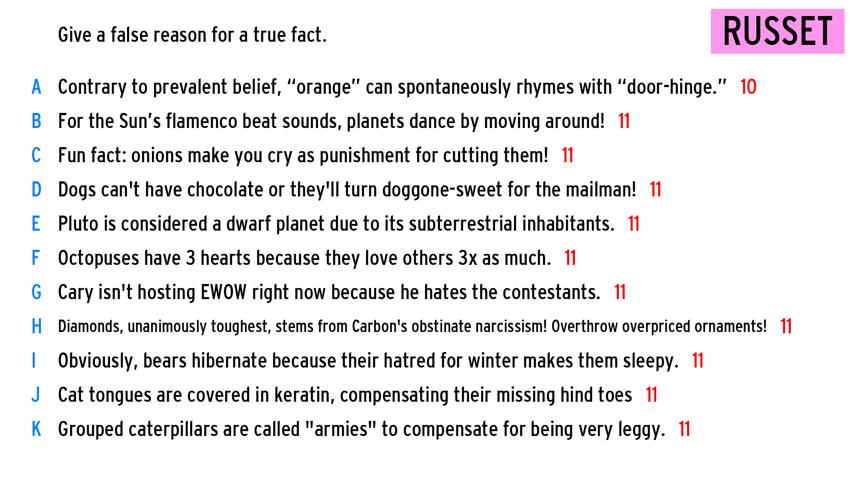 Give a false reason for a true fact.
RUSSET
A Contrary to prevalent belief, “orange” can spontaneously rhymes with “door-hinge.” 10
B For the Sun’s flamenco beat sounds, planets dance by moving around! 11
C Fun fact: onions make you cry as punishment for cutting them! 11
D Dogs can't have chocolate or they'll turn doggone-sweet for the mailman! 11
E Pluto is considered a dwarf planet due to its subterrestrial inhabitants. 11
F Octopuses have 3 hearts because they love others 3x as much. 11
G Cary isn't hosting EWOW right now because he hates the contestants. 11
H Diamonds, unanimously toughest, stems from Carbon's obstinate narcissism! Overthrow overpriced ornaments! 11
I Obviously, bears hibernate because their hatred for winter makes them sleepy. 11
J Cat tongues are covered in keratin, compensating their missing hind toes 11
K Grouped caterpillars are called "armies" to compensate for being very leggy. 11